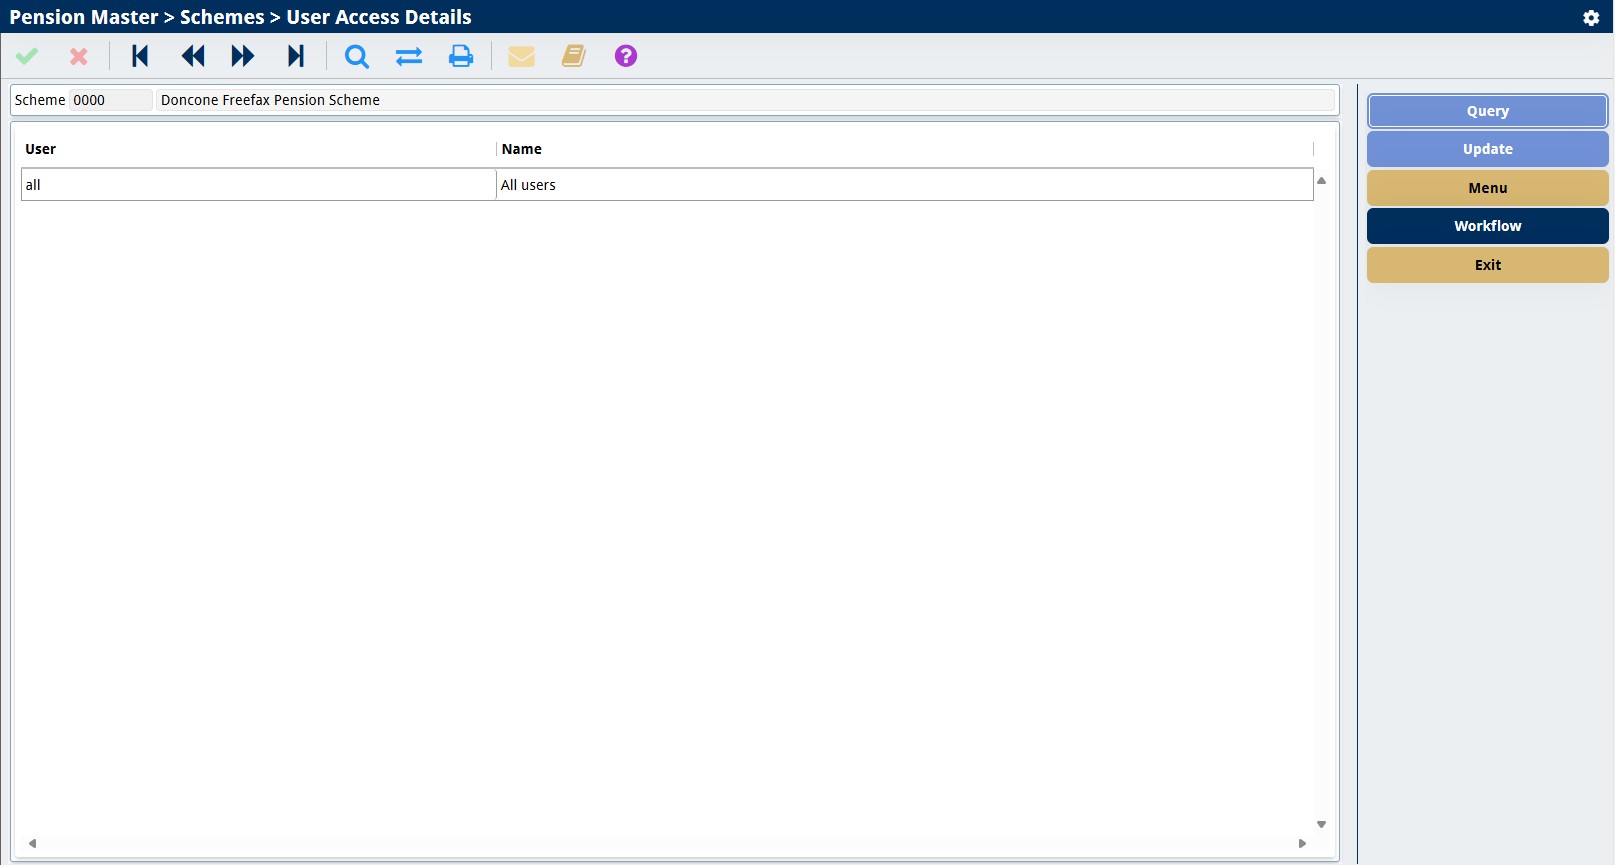 Pension Master > Schemes > User Access Details
?
Scheme 0000 Doncone Freefax Pension Scheme
User Name
all All users
Query
Update
Menu
Workflow
Exit